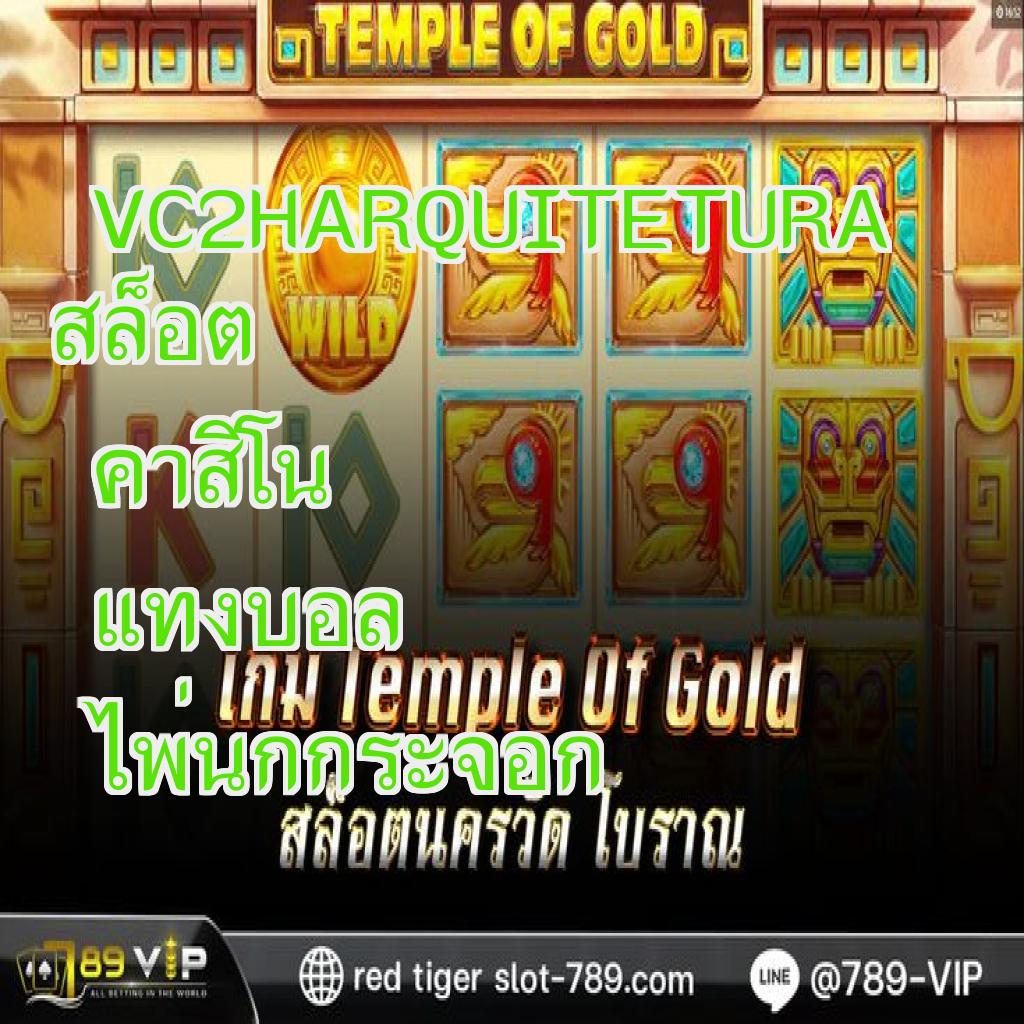 TEMPLE OF GOLD
VC2HARQUITETURA
WILD
สล็อต
คาสิโน
แทงบอล
เกม Temple Of Gold
ไพ่นกกระจอก
สล็อตนครวัด โบราณ
789 VIP
ALL BETTING IN THE WORLD
red tiger slot-789.com
LINE
@789-VIP